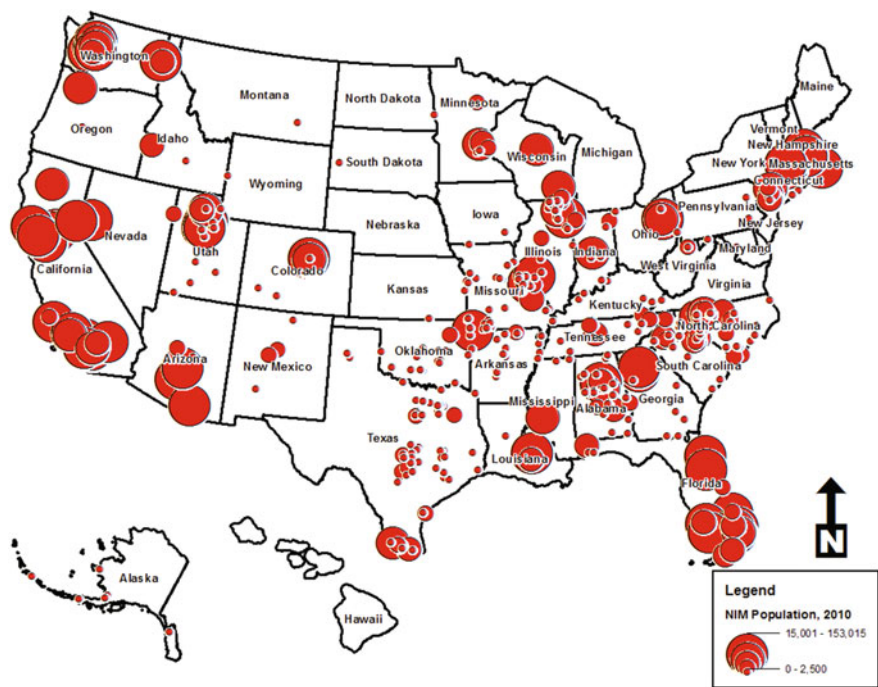 Washington
Maine
Montana
North Dakota
Minnesota
Vermont
Oregon
Idaho
New Hampshire
South Dakota
Wisconsin
Michigan
New York
Massachusetts
Wyoming
Connecticut
Iowa
Pennsylvania
Nebraska
New Jersey
Nevada
Ohio
Utah
Illinois
Indiana
Maryland
California
Colorado
West Virginia
Kansas
Missouri
Virginia
Kentucky
North Carolina
Tennessee
Arizona
Oklahoma
New Mexico
Arkansas
South Carolina
Mississippi
Alabama
Georgia
Texas
Louisiana
Florida
N
Alaska
Hawaii
Legend
NIM Population, 2010
15,001 - 153,015
0 - 2,500